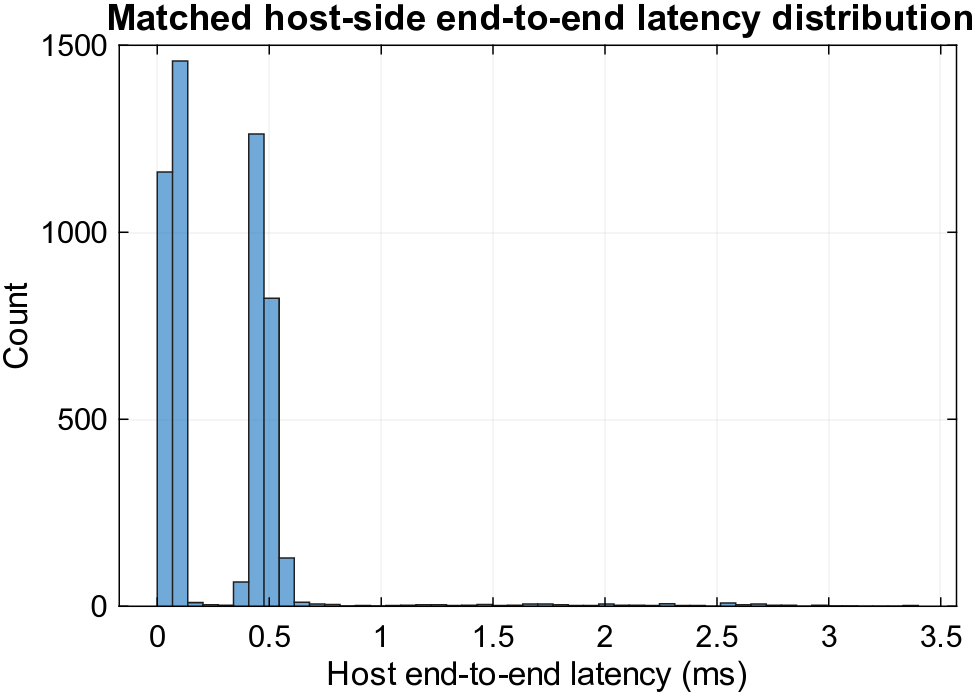 Matched host-side end-to-end latency distribution
1500
1000
500
0
Count
0 0.5 1 1.5 2 2.5 3 3.5
Host end-to-end latency (ms)